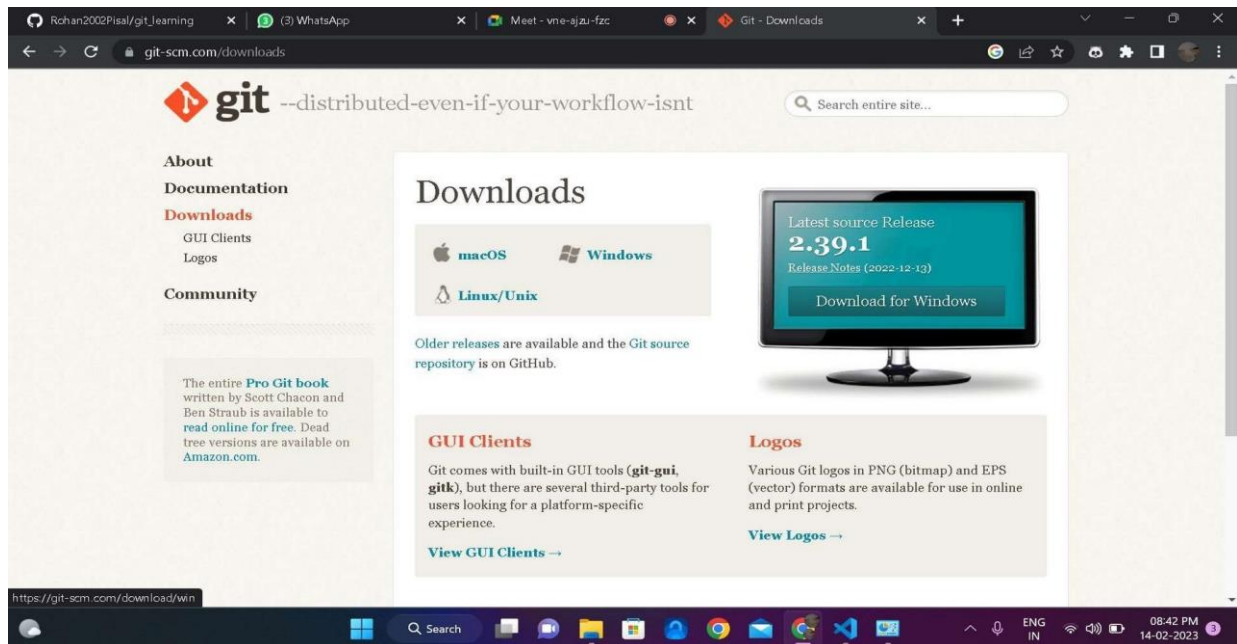 Rohan2002Pisal/git_learning
(3) WhatsApp
Meet - vne-ajzu-fzc
Git - Downloads
git-scm.com/downloads
git --distributed-even-if-your-workflow-isnt
Search entire site...
About
Documentation
Downloads
GUI Clients
Logos
Community
The entire Pro Git book
written by Scott Chacon and
Ben Straub is available to
read online for free. Dead
tree versions are available on
Amazon.com.
Downloads
macOS
Windows
Linux/Unix
Older releases are available and the Git source
repository is on GitHub.
Latest source Release
2.39.1
Release Notes (2022-12-13)
Download for Windows
GUI Clients
Git comes with built-in GUI tools (git-gui,
gitk), but there are several third-party tools for
users looking for a platform-specific
experience.
View GUI Clients →
Logos
Various Git logos in PNG (bitmap) and EPS
(vector) formats are available for use in online
and print projects.
View Logos →
https://git-scm.com/download/win
Search
ENG
IN
08:42 PM
14-02-2023
3